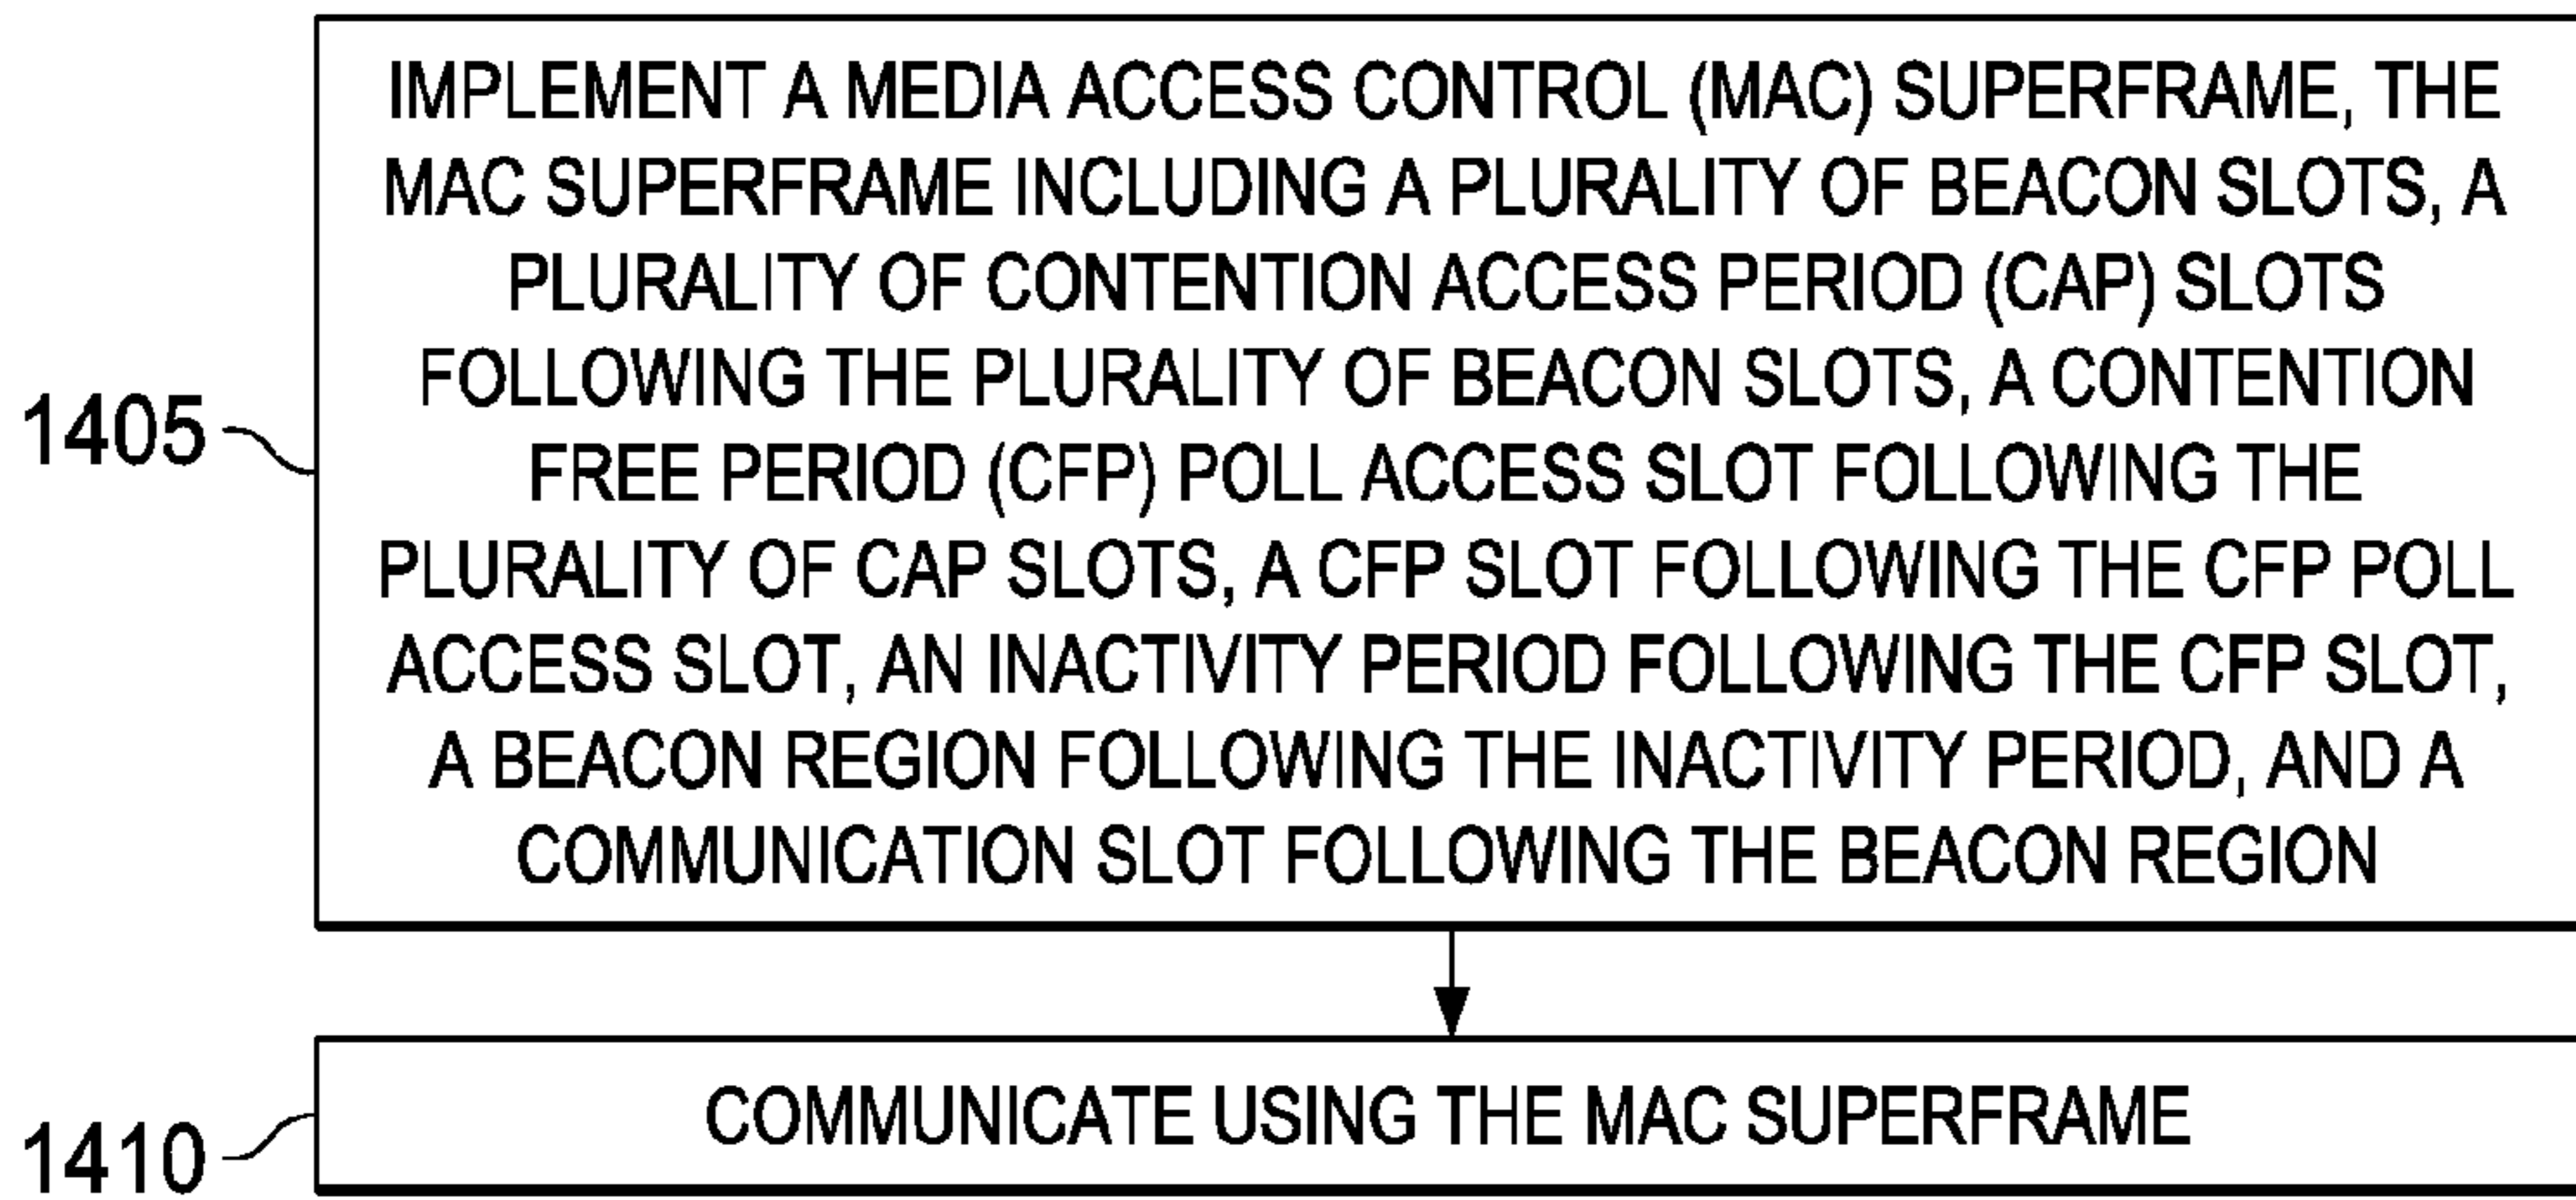 IMPLEMENT A MEDIA ACCESS CONTROL (MAC) SUPERFRAME, THE
MAC SUPERFRAME INCLUDING A PLURALITY OF BEACON SLOTS, A
PLURALITY OF CONTENTION ACCESS PERIOD (CAP) SLOTS
FOLLOWING THE PLURALITY OF BEACON SLOTS, A CONTENTION
FREE PERIOD (CFP) POLL ACCESS SLOT FOLLOWING THE
PLURALITY OF CAP SLOTS, A CFP SLOT FOLLOWING THE CFP POLL
ACCESS SLOT, AN INACTIVITY PERIOD FOLLOWING THE CFP SLOT,
A BEACON REGION FOLLOWING THE INACTIVITY PERIOD, AND A
COMMUNICATION SLOT FOLLOWING THE BEACON REGION
1405
COMMUNICATE USING THE MAC SUPERFRAME
1410